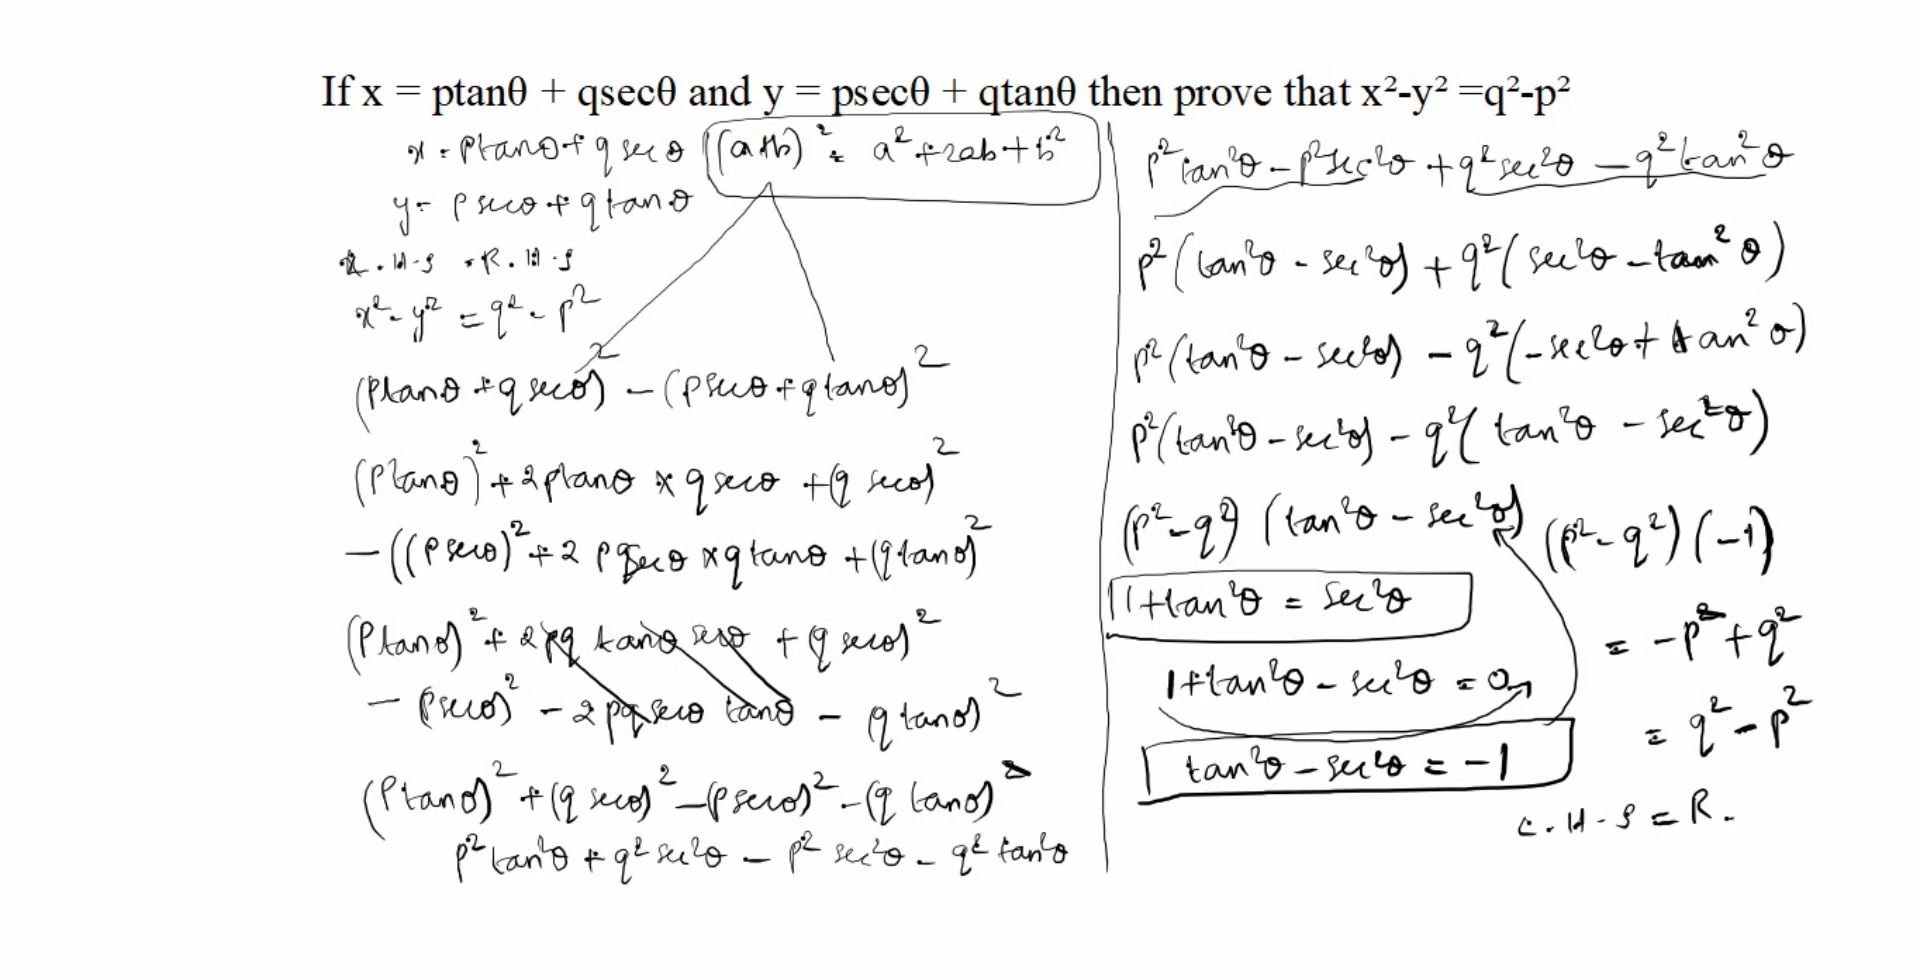 If x = ptanθ + qsecθ and y = psecθ + qtanθ then prove that x²-y² =q²-p²
x = Ptanθ + q secθ
(a+b)² = a² + 2ab + b²
y = p secθ + q tanθ
L.H.S = R.H.S
x² - y² = q² - p²
(Ptanθ + q secθ)² - (p secθ + q tanθ)²
(Ptanθ)² + 2ptanθ × q secθ + (q secθ)²
- ((p secθ)² + 2 p secθ × q tanθ + (q tanθ)²
(Ptanθ)² + 2pq tanθ secθ + (q secθ)²
- (p secθ)² - 2pq secθ tanθ - (q tanθ)²
(Ptanθ)² + (q secθ)² - (p secθ)² - (q tanθ)²
p² tan²θ + q² sec²θ - p² sec²θ - q² tan²θ
p² tan²θ - p² sec²θ + q² sec²θ - q² tan²θ
p² (tan²θ - sec²θ) + q² (sec²θ - tan²θ)
p² (tan²θ - sec²θ) - q² (-sec²θ + tan²θ)
p² (tan²θ - sec²θ) - q² (tan²θ - sec²θ)
(p² - q²) (tan²θ - sec²θ)
1 + tan²θ = sec²θ
1 + tan²θ - sec²θ = 0
tan²θ - sec²θ = -1
(p² - q²) (-1)
= -p² + q²
= q² - p²
L.H.S = R.